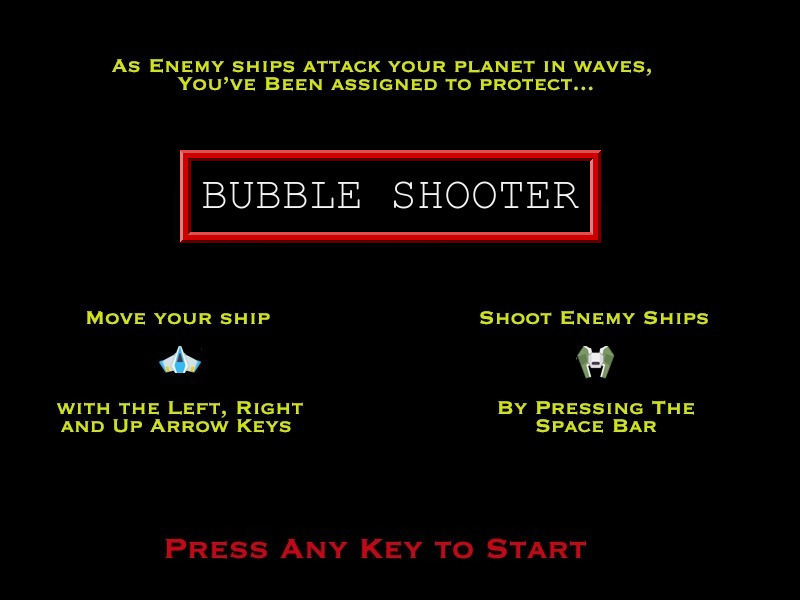 As Enemy ships attack your planet in waves,
You've Been assigned to protect...
BUBBLE SHOOTER
Move your ship
with the Left, Right
and Up Arrow Keys
Shoot Enemy Ships
By Pressing The
Space Bar
Press Any Key to Start